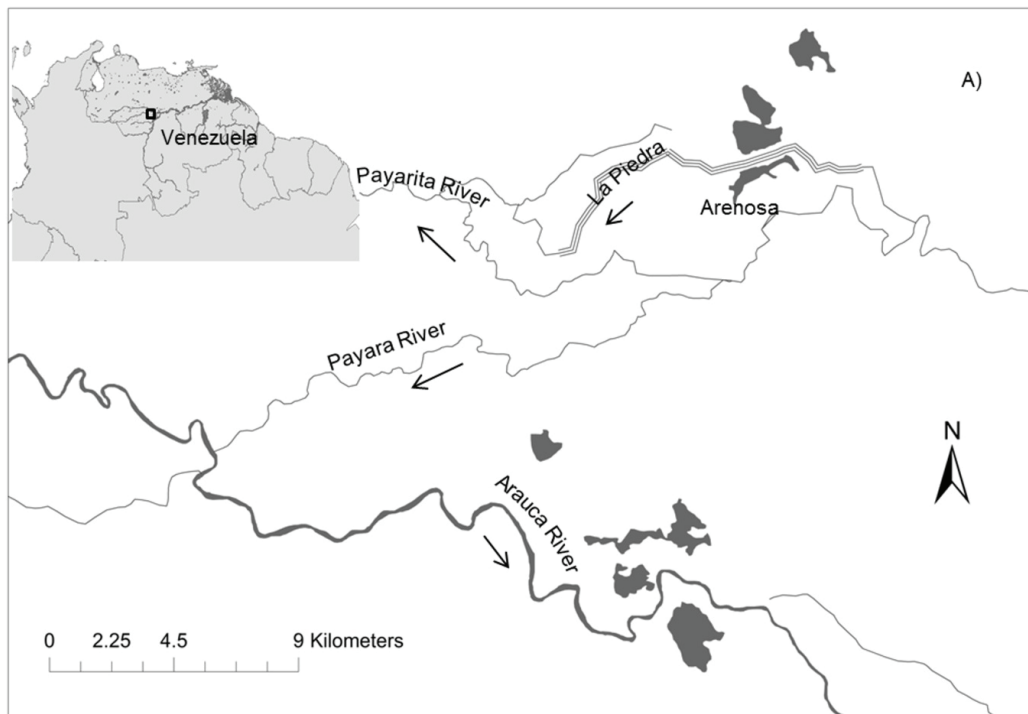 A)
Venezuela
Payarita River
La Piedra
Arenosa
Payara River
N
Arauca River
0 2.25 4.5 9 Kilometers